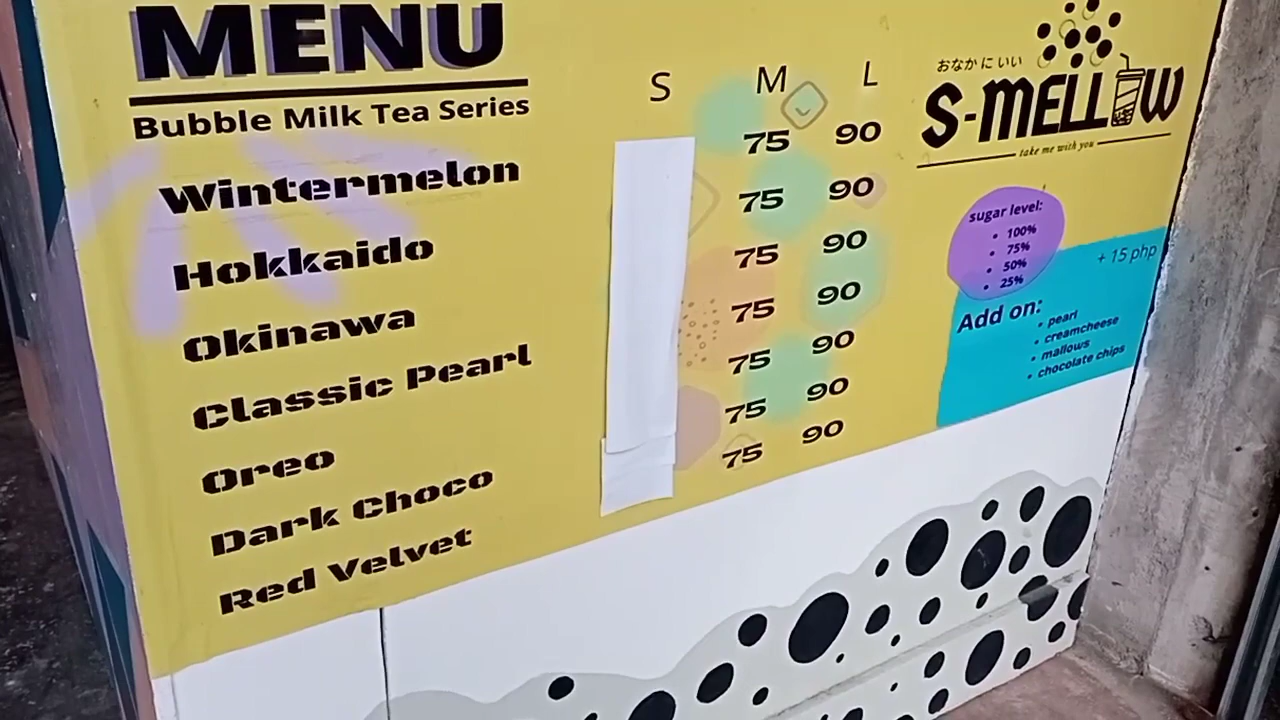 MENU
Bubble Milk Tea Series
S M L
Wintermelon 75 90
Hokkaido 75 90
Okinawa 75 90
Classic Pearl 75 90
Oreo 75 90
Dark Choco 75 90
Red Velvet 75 90
おなか に いい
S-MELLOW
take me with you
sugar level:
• 100%
• 75%
• 50%
• 25%
+ 15 php
Add on:
• pearl
• creamcheese
• mallows
• chocolate chips